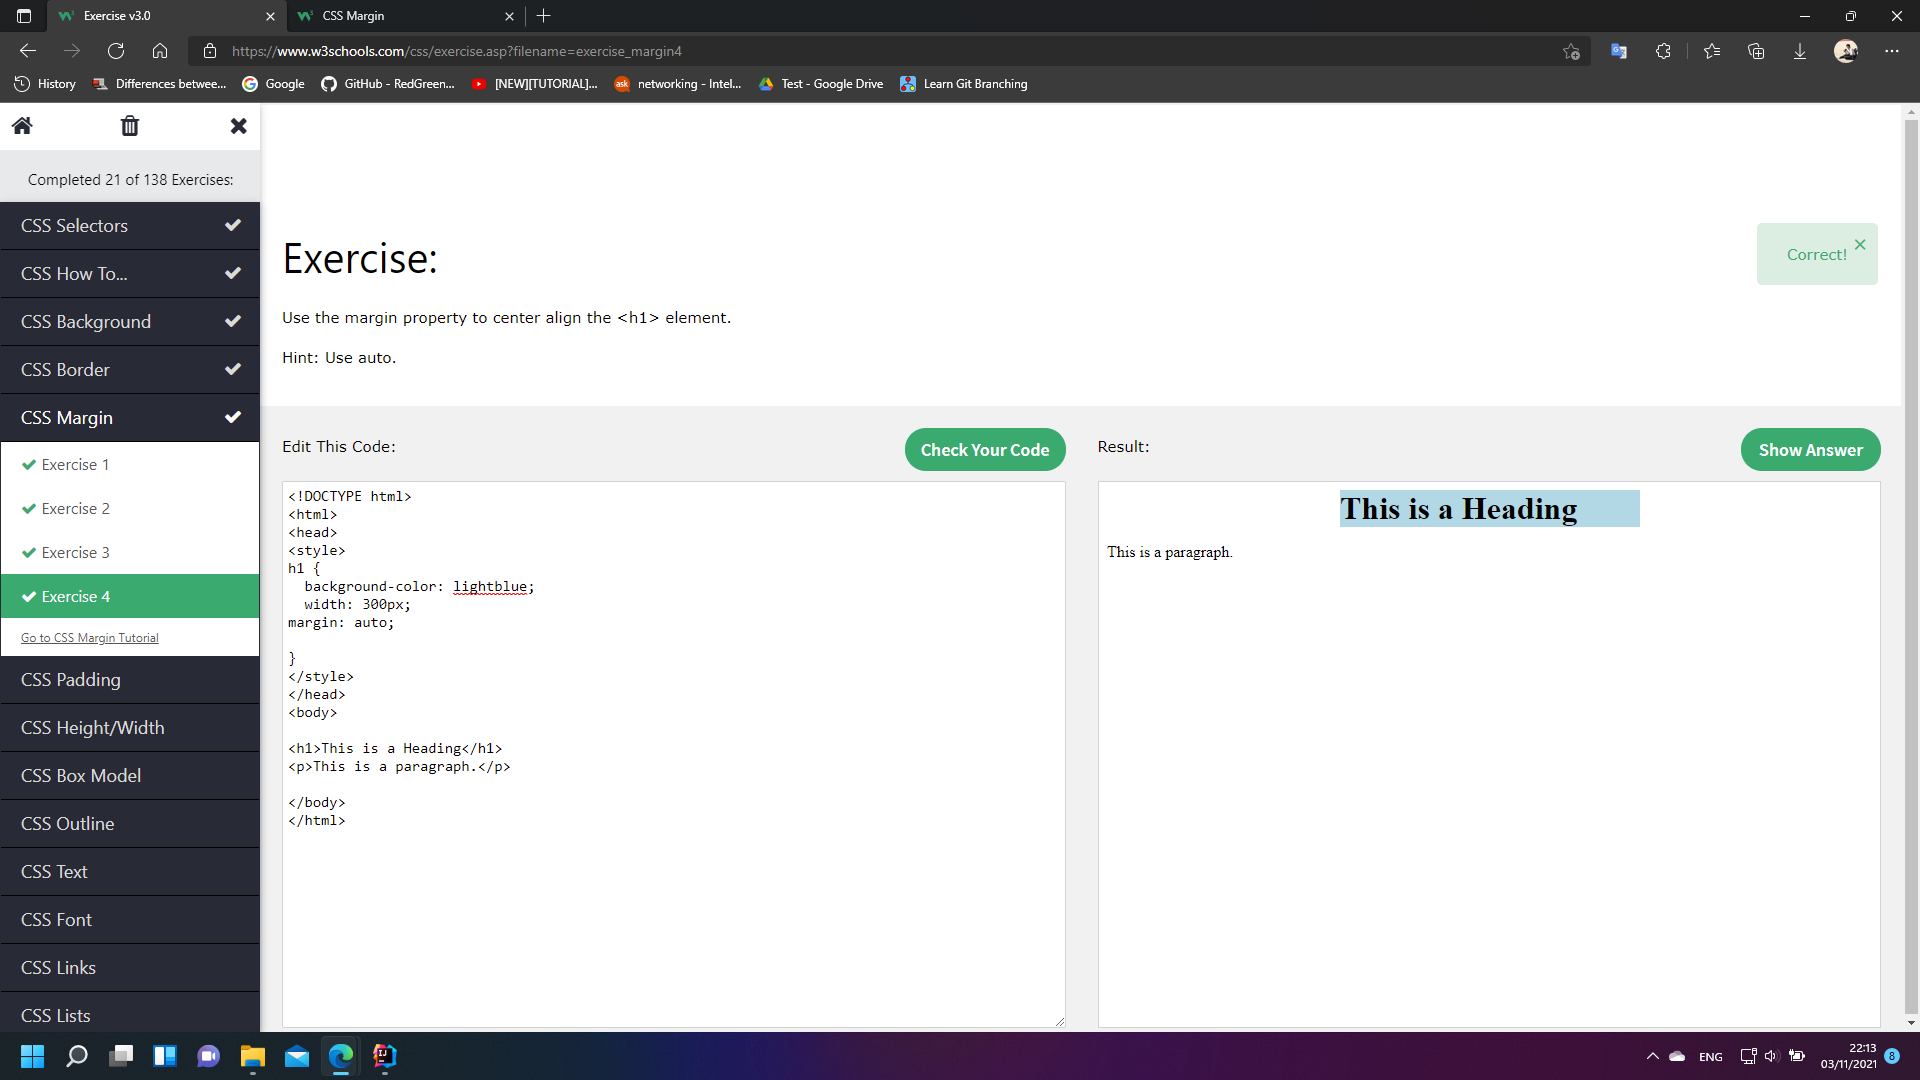 Exercise v3.0
CSS Margin
https://www.w3schools.com/css/exercise.asp?filename=exercise_margin4
History
Differences betwee...
Google
GitHub - RedGreen...
[NEW][TUTORIAL]...
networking - Intel...
Test - Google Drive
Learn Git Branching
Completed 21 of 138 Exercises:
CSS Selectors
CSS How To...
CSS Background
CSS Border
CSS Margin
Exercise 1
Exercise 2
Exercise 3
Exercise 4
Go to CSS Margin Tutorial
CSS Padding
CSS Height/Width
CSS Box Model
CSS Outline
CSS Text
CSS Font
CSS Links
CSS Lists
Exercise:
Correct!
Use the margin property to center align the <h1> element.
Hint: Use auto.
Edit This Code:
Check Your Code
<!DOCTYPE html>
<html>
<head>
<style>
h1 {
  background-color: lightblue;
  width: 300px;
margin: auto;
}
</style>
</head>
<body>
<h1>This is a Heading</h1>
<p>This is a paragraph.</p>
</body>
</html>
Result:
Show Answer
This is a Heading
This is a paragraph.
ENG
22:13
03/11/2021
8